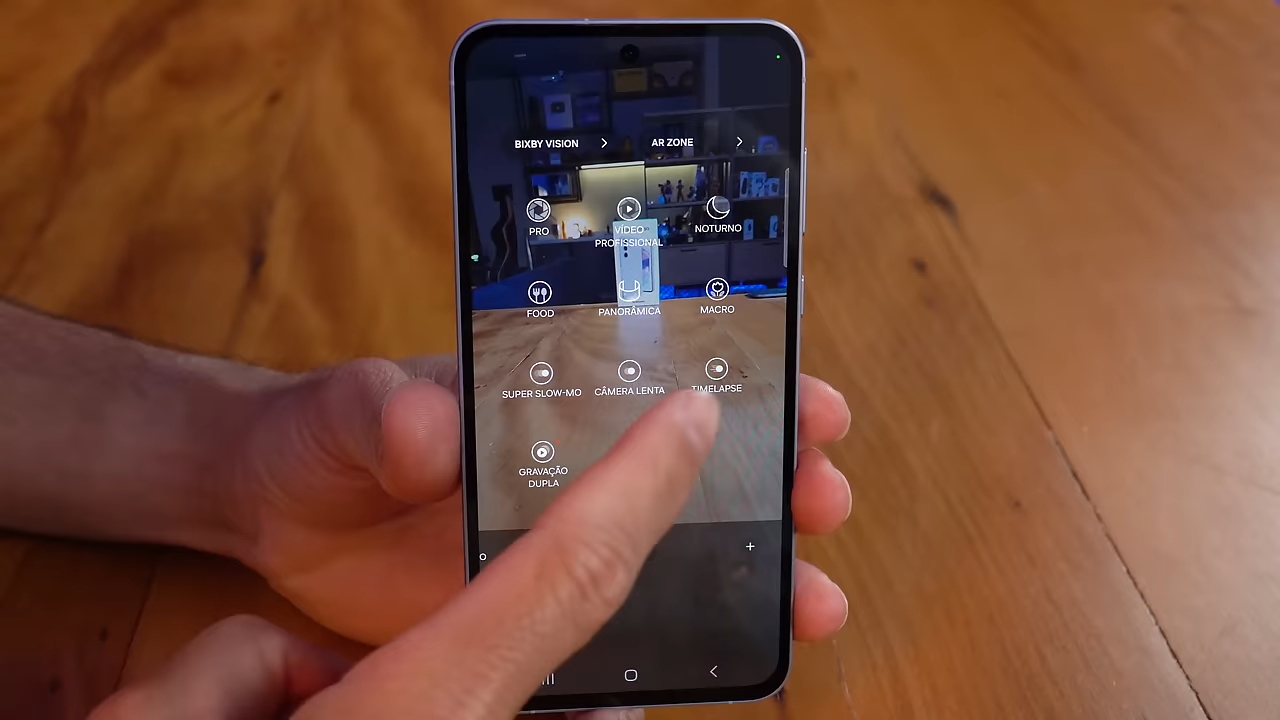 BIXBY VISION
AR ZONE
PRO
VÍDEO
PROFISSIONAL
NOTURNO
FOOD
PANORÂMICA
MACRO
SUPER SLOW-MO
CÂMERA LENTA
TIMELAPSE
GRAVAÇÃO
DUPLA